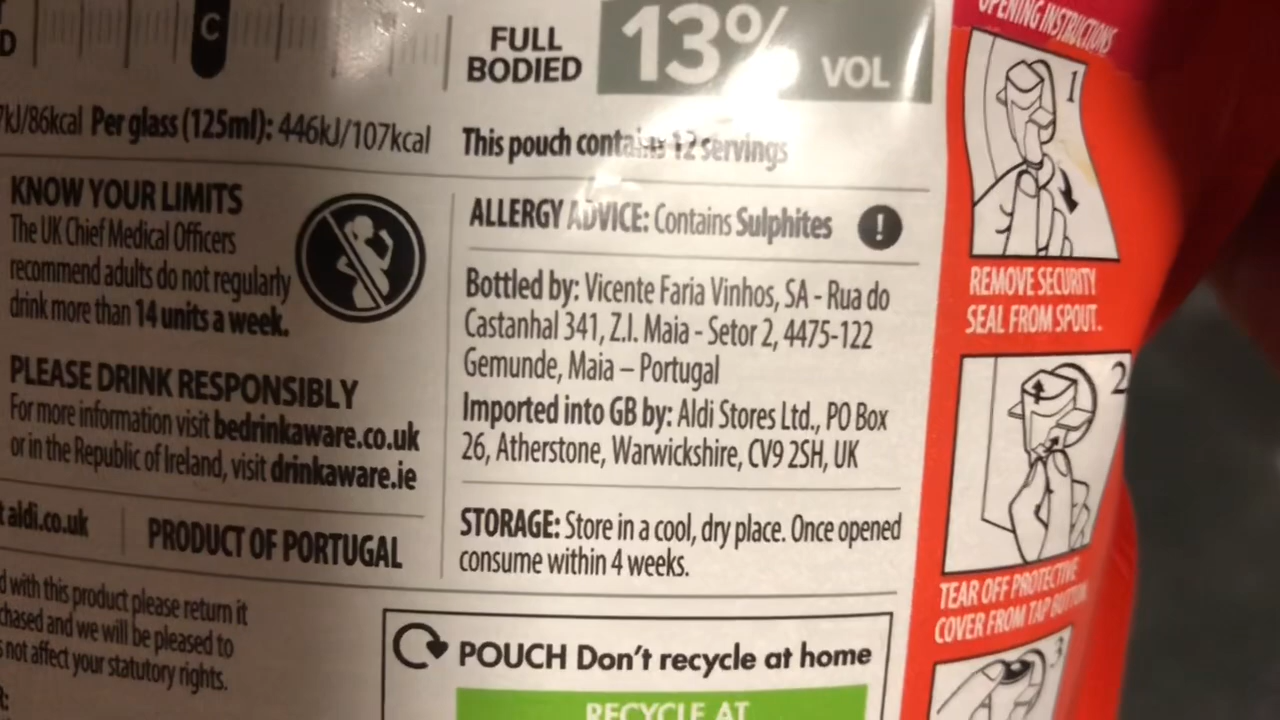 D
C
FULL
BODIED
13%
VOL
7kJ/86kcal Per glass (125ml): 446kJ/107kcal
This pouch contains 12 servings
KNOW YOUR LIMITS
The UK Chief Medical Officers
recommend adults do not regularly
drink more than 14 units a week.
PLEASE DRINK RESPONSIBLY
For more information visit bedrinkaware.co.uk
or in the Republic of Ireland, visit drinkaware.ie
aldi.co.uk
PRODUCT OF PORTUGAL
with this product please return it
and we will be pleased to
not affect your statutory rights.
ALLERGY ADVICE: Contains Sulphites !
Bottled by: Vicente Faria Vinhos, SA - Rua do
Castanhal 341, Z.I. Maia - Setor 2, 4475-122
Gemunde, Maia – Portugal
Imported into GB by: Aldi Stores Ltd., PO Box
26, Atherstone, Warwickshire, CV9 2SH, UK
STORAGE: Store in a cool, dry place. Once opened
consume within 4 weeks.
POUCH Don't recycle at home
RECYCLE AT
OPENING INSTRUCTIONS
1
REMOVE SECURITY
SEAL FROM SPOUT.
2
TEAR OFF PROTECTIVE
COVER FROM TAP BUTTON.
3